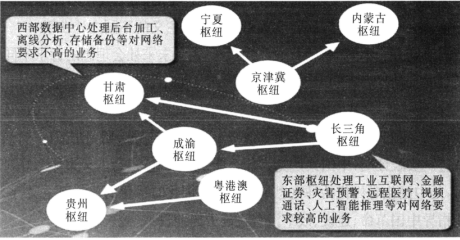 西部数据中心处理后台加工、
离线分析、存储备份等对网络
要求不高的业务
宁夏
枢纽
内蒙古
枢纽
京津冀
枢纽
甘肃
枢纽
长三角
枢纽
成渝
枢纽
粤港澳
枢纽
贵州
枢纽
东部枢纽处理工业互联网、金融
证券、灾害预警、远程医疗、视频
通话、人工智能推理等对网络要
求较高的业务